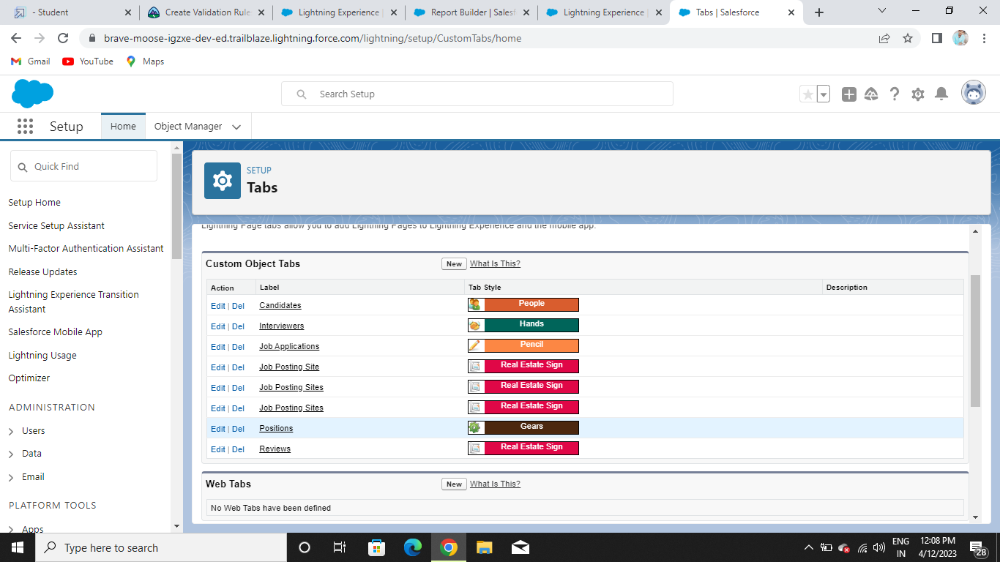 - Student
Create Validation Rule
Lightning Experience
Report Builder | Salesf
Lightning Experience |
Tabs | Salesforce
brave-moose-igzxe-dev-ed.trailblaze.lightning.force.com/lightning/setup/CustomTabs/home
Gmail
YouTube
Maps
Search Setup
Setup
Home
Object Manager
Quick Find
Setup Home
Service Setup Assistant
Multi-Factor Authentication Assistant
Release Updates
Lightning Experience Transition
Assistant
Salesforce Mobile App
Lightning Usage
Optimizer
ADMINISTRATION
Users
Data
Email
PLATFORM TOOLS
Apps
SETUP
Tabs
Lightning Page tabs allow you to add Lightning Pages to Lightning Experience and the mobile app.
Custom Object Tabs New What Is This?
Action Label Tab Style Description
Edit | Del Candidates People
Edit | Del Interviewers Hands
Edit | Del Job Applications Pencil
Edit | Del Job Posting Site Real Estate Sign
Edit | Del Job Posting Sites Real Estate Sign
Edit | Del Job Posting Sites Real Estate Sign
Edit | Del Positions Gears
Edit | Del Reviews Real Estate Sign
Web Tabs New What Is This?
No Web Tabs have been defined
Type here to search
ENG
IN
12:08 PM
4/12/2023
28